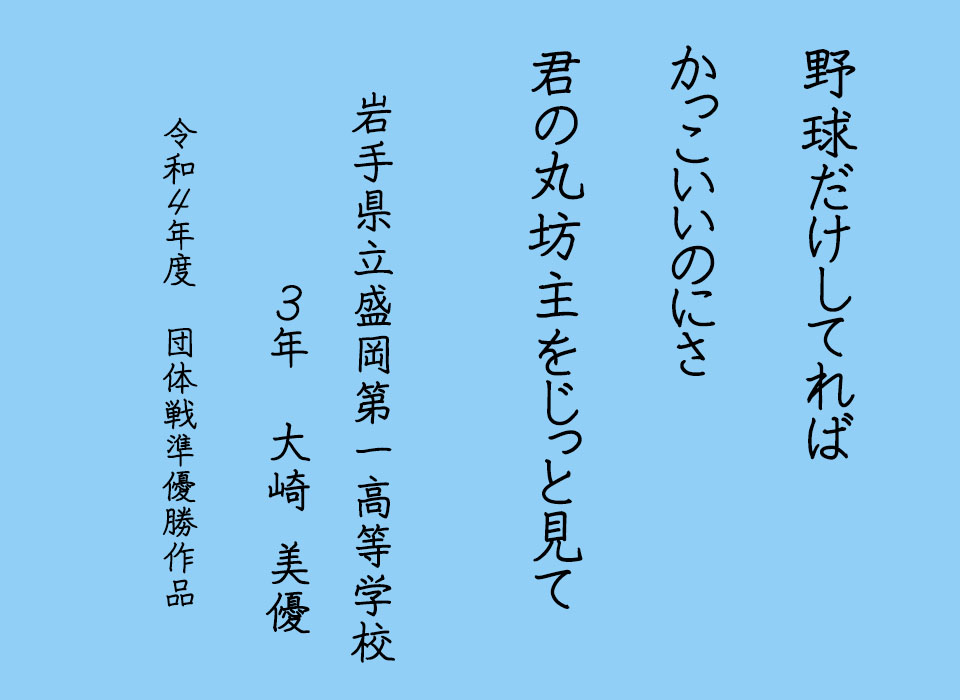 野球だけしてれば
かっこいいのにさ
君の丸坊主をじっと見て
岩手県立盛岡第一高等学校
3年　大崎　美優
令和4年度　団体戦準優勝作品